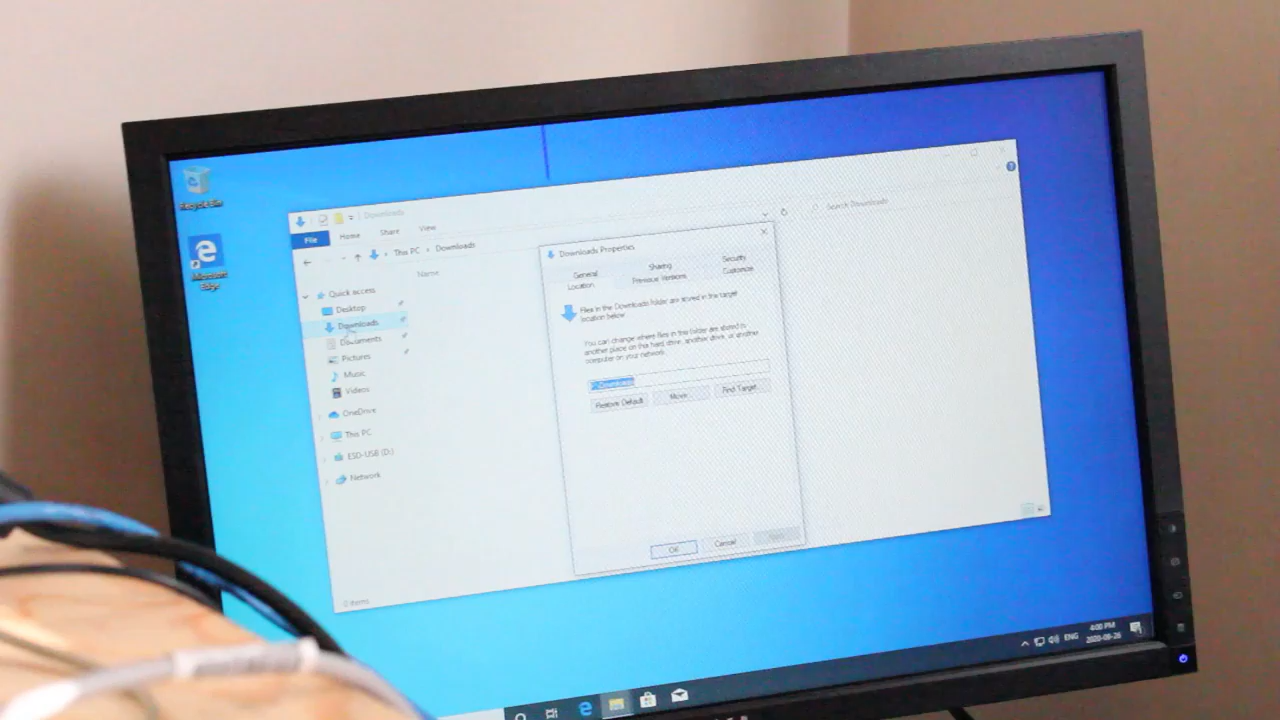 Recycle Bin
Microsoft
Edge
Downloads
File
Home
Share
View
This PC
Downloads
Search Downloads
Name
Quick access
Desktop
Downloads
Documents
Pictures
Music
Videos
OneDrive
This PC
ESD-USB (D:)
Network
0 items
Downloads Properties
General
Sharing
Security
Location
Previous Versions
Customize
Files in the Downloads folder are stored in the target
location below.
You can change where files in this folder are stored to
another place on this hard drive, another drive, or another
computer on your network.
Restore Default
Move...
Find Target...
OK
Cancel
ENG
4:00 PM
2020-09-26